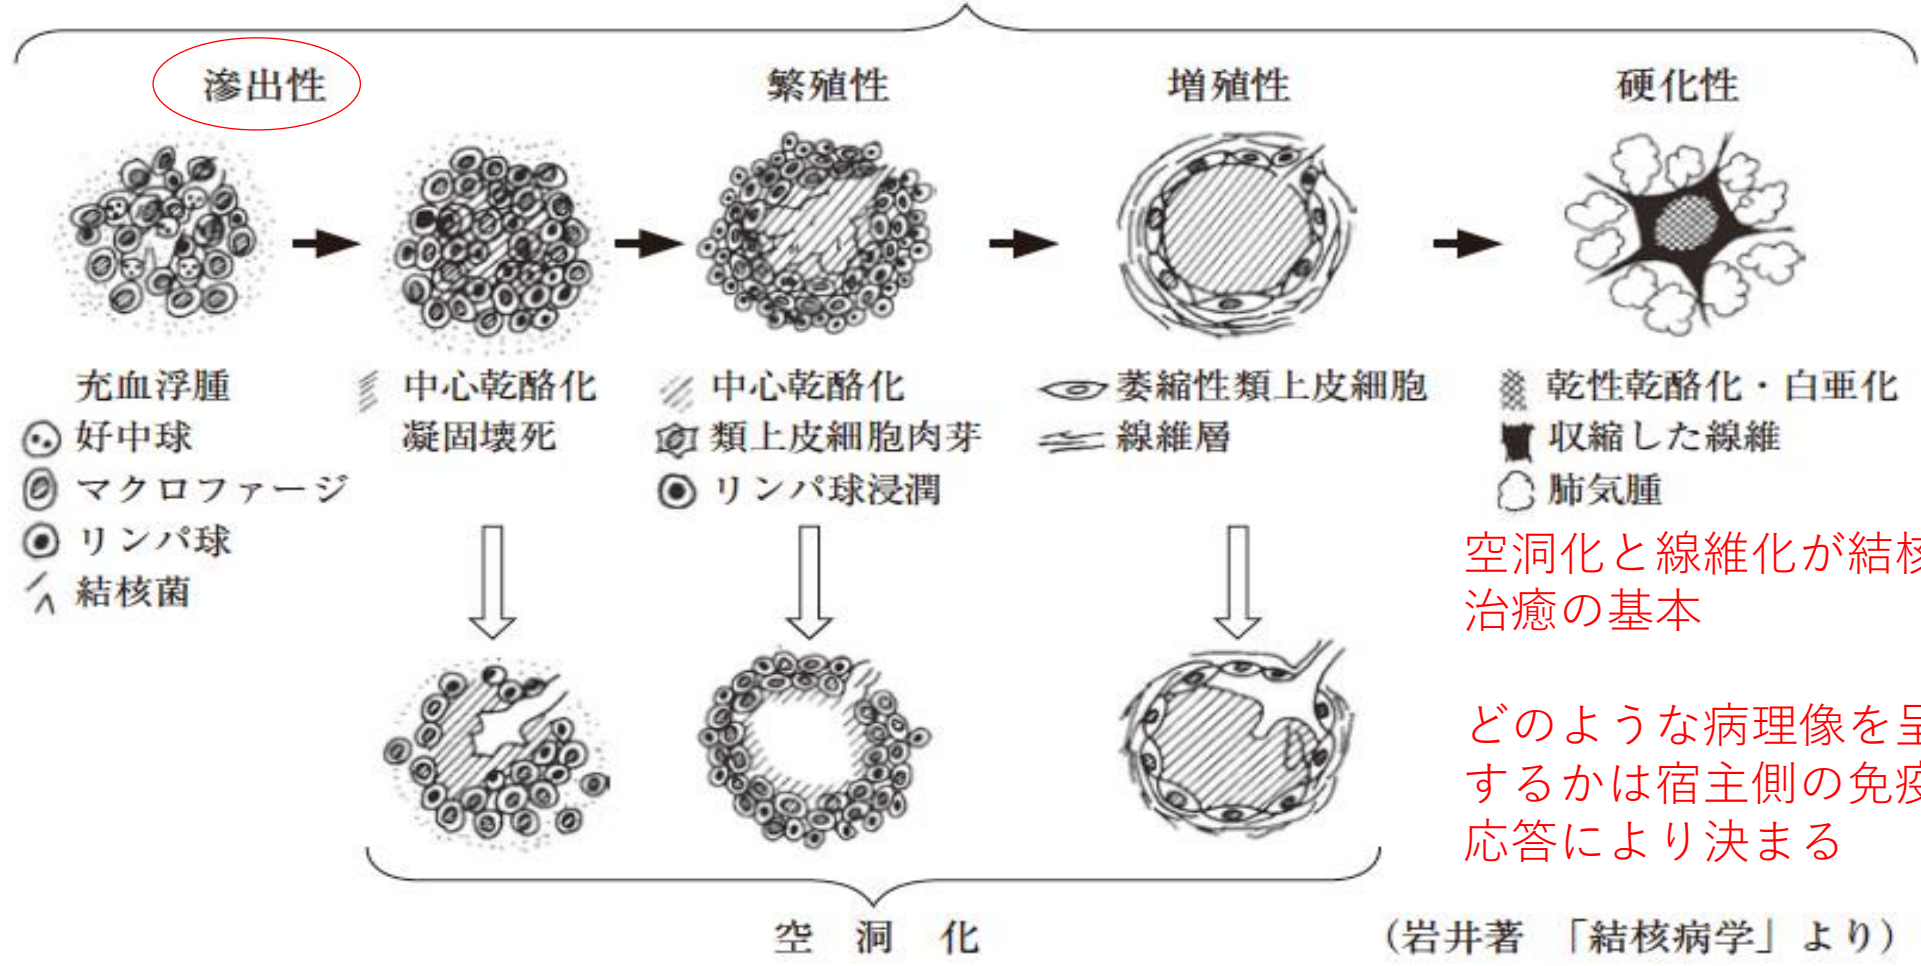 滲出性
繁殖性
増殖性
硬化性
充血浮腫
好中球
マクロファージ
リンパ球
結核菌
中心乾酪化
凝固壊死
中心乾酪化
類上皮細胞肉芽
リンパ球浸潤
萎縮性類上皮細胞
線維層
乾性乾酪化・白亜化
収縮した線維
肺気腫
空洞化と線維化が結核
治癒の基本
どのような病理像を呈
するかは宿主側の免疫
応答により決まる
空洞化
（岩井著 「結核病学」より）